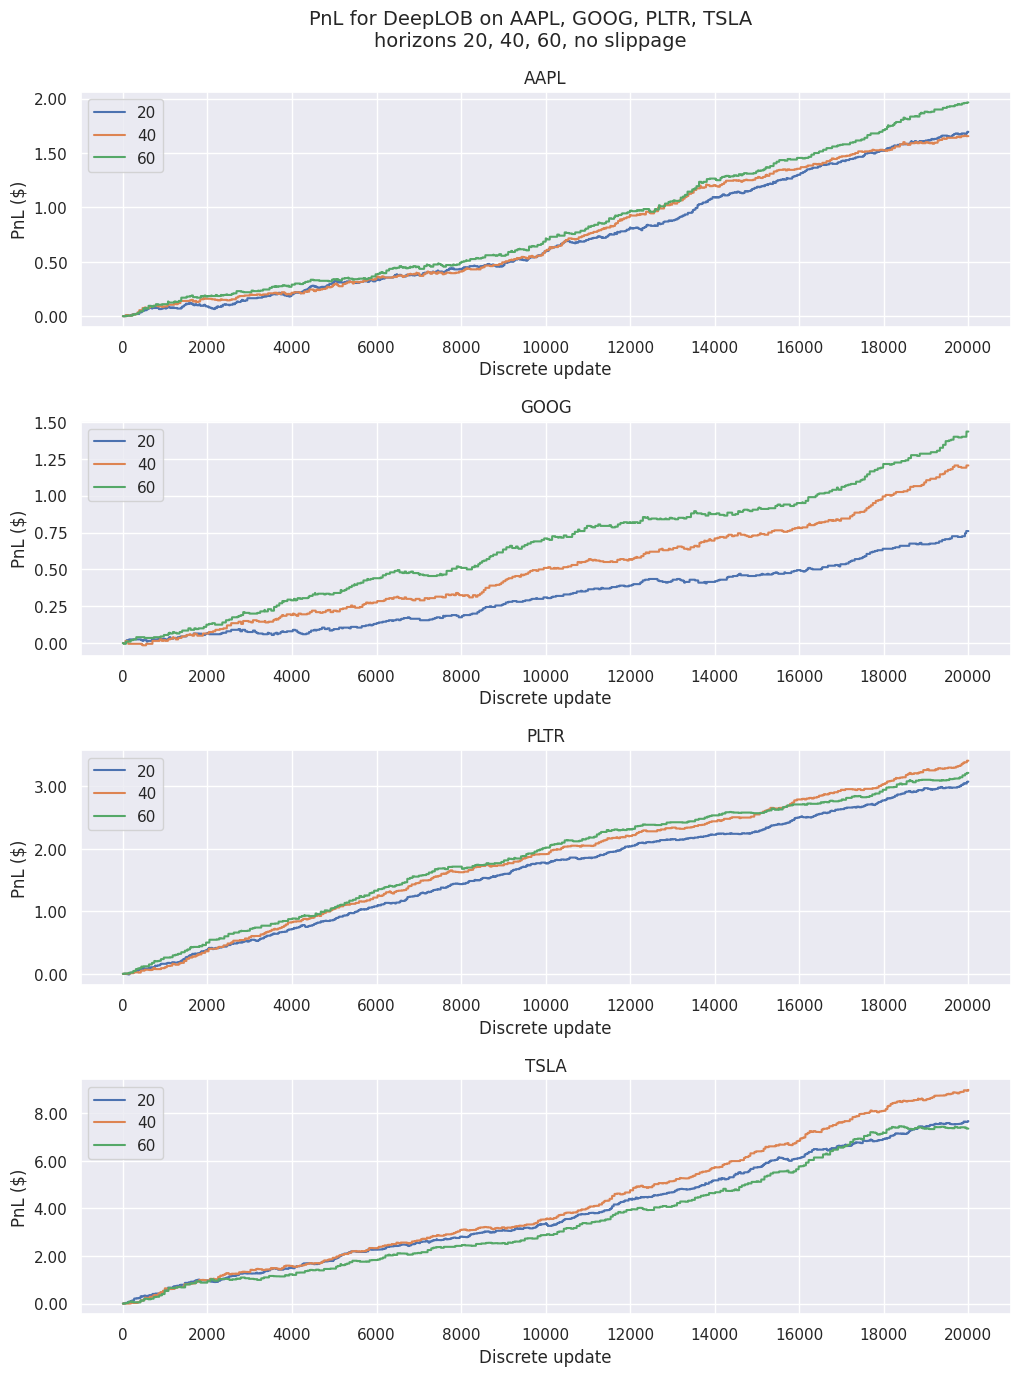 PnL for DeepLOB on AAPL, GOOG, PLTR, TSLA
horizons 20, 40, 60, no slippage
AAPL
2.00
1.50
1.00
0.50
0.00
PnL ($)
20
40
60
0 2000 4000 6000 8000 10000 12000 14000 16000 18000 20000
Discrete update
GOOG
1.50
1.25
1.00
0.75
0.50
0.25
0.00
PnL ($)
20
40
60
0 2000 4000 6000 8000 10000 12000 14000 16000 18000 20000
Discrete update
PLTR
3.00
2.00
1.00
0.00
PnL ($)
20
40
60
0 2000 4000 6000 8000 10000 12000 14000 16000 18000 20000
Discrete update
TSLA
8.00
6.00
4.00
2.00
0.00
PnL ($)
20
40
60
0 2000 4000 6000 8000 10000 12000 14000 16000 18000 20000
Discrete update